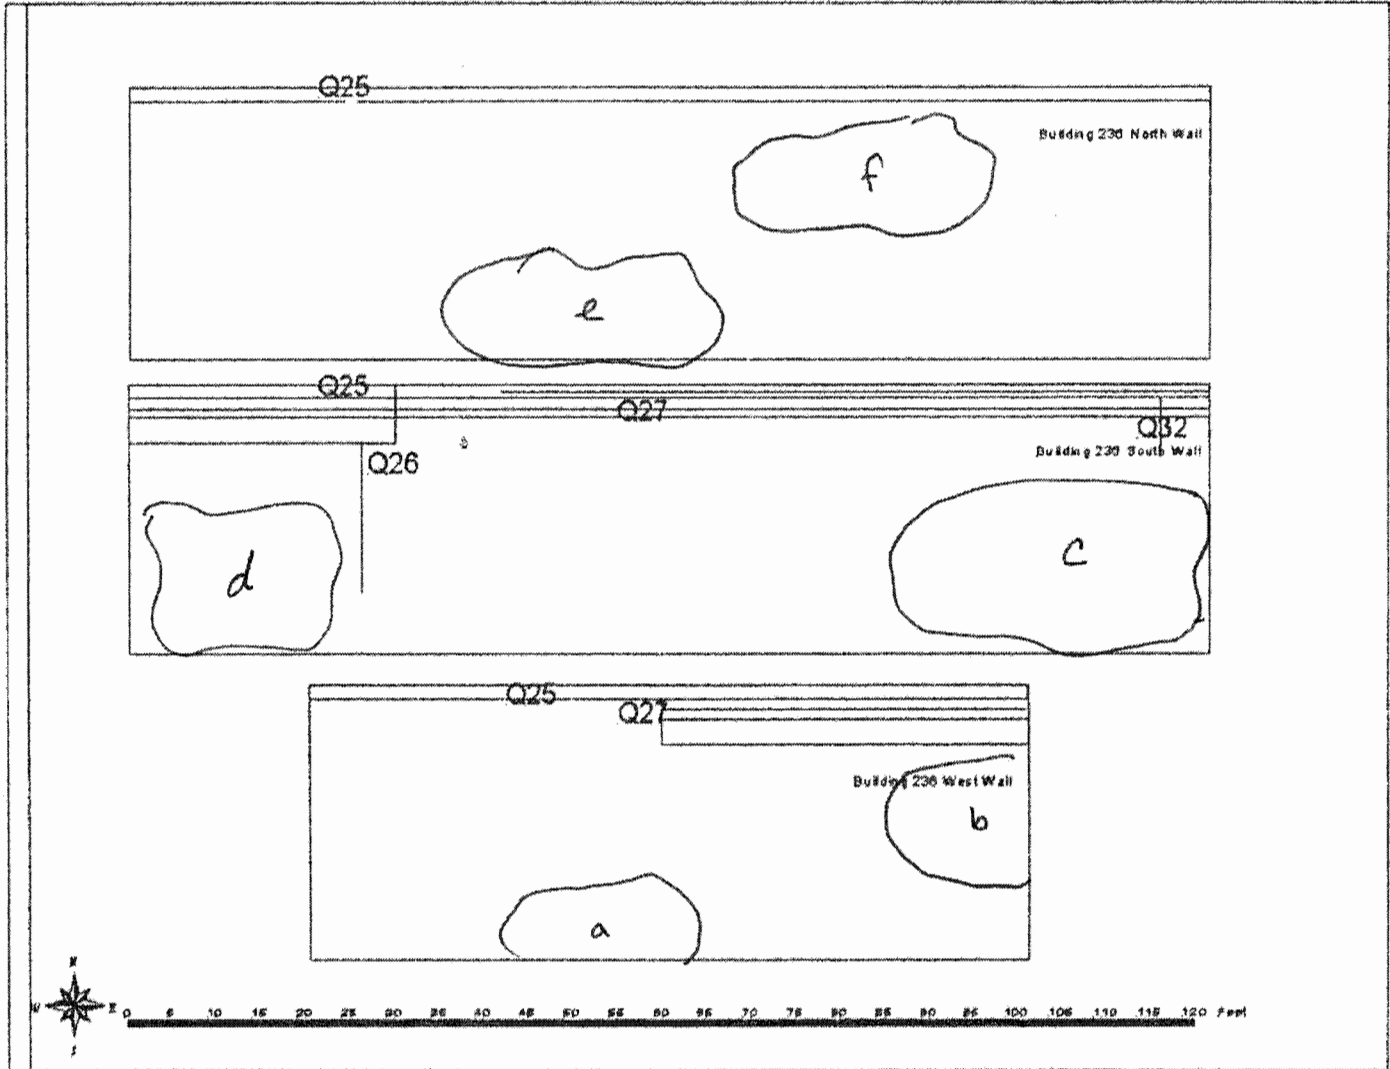 Q25
Building 236 North Wall
f
e
Q25
Q27
Q32
Building 236 South Wall
Q26
d
c
Q25
Q27
Building 236 West Wall
b
a
N
W E
S
0 5 10 15 20 25 30 35 40 45 50 55 60 65 70 75 80 85 90 95 100 105 110 115 120 Feet